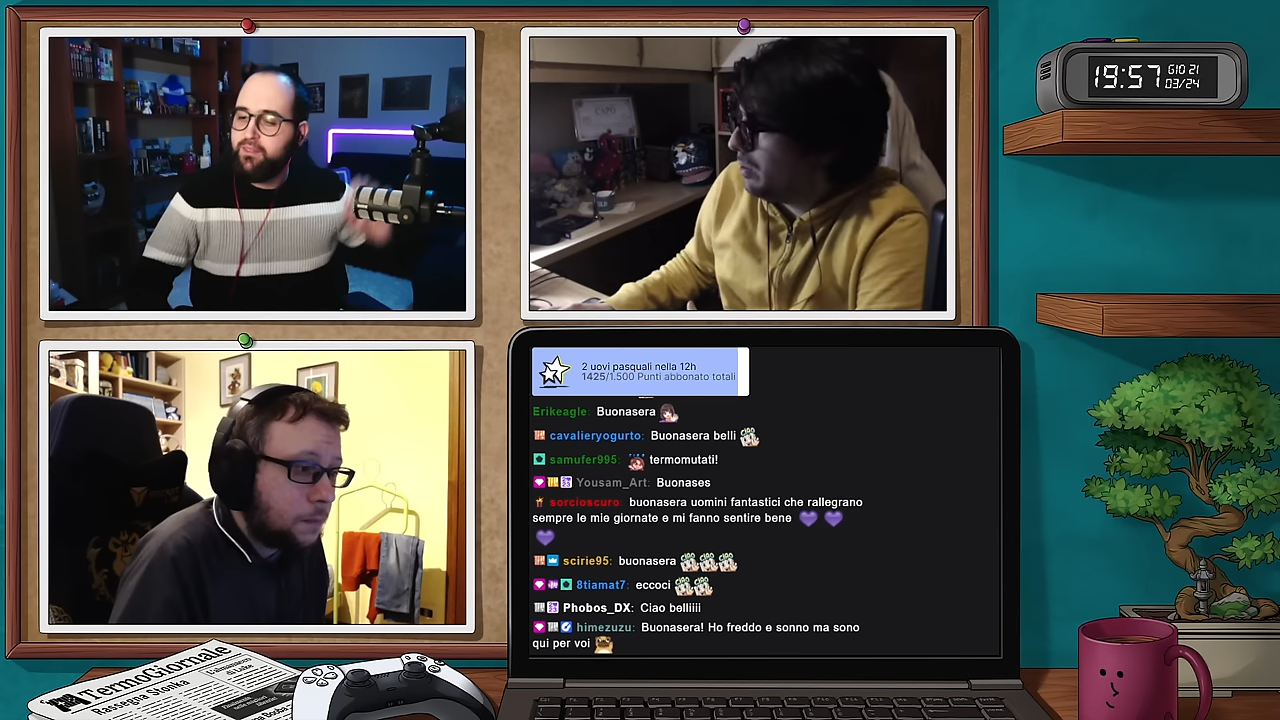 19:57
GIO 21
03/24
2 uovi pasquali nella 12h
1425/1.500 Punti abbonato totali
Erikeagle: Buonasera
cavalieryogurto: Buonasera belli
samufer995: termomutati!
Yousam_Art: Buonases
sorcioscuro: buonasera uomini fantastici che rallegrano
sempre le mie giornate e mi fanno sentire bene
scirie95: buonasera
8tiamat7: eccoci
Phobos_DX: Ciao belliiii
himezuzu: Buonasera! Ho freddo e sonno ma sono
qui per voi
TermoGiornale